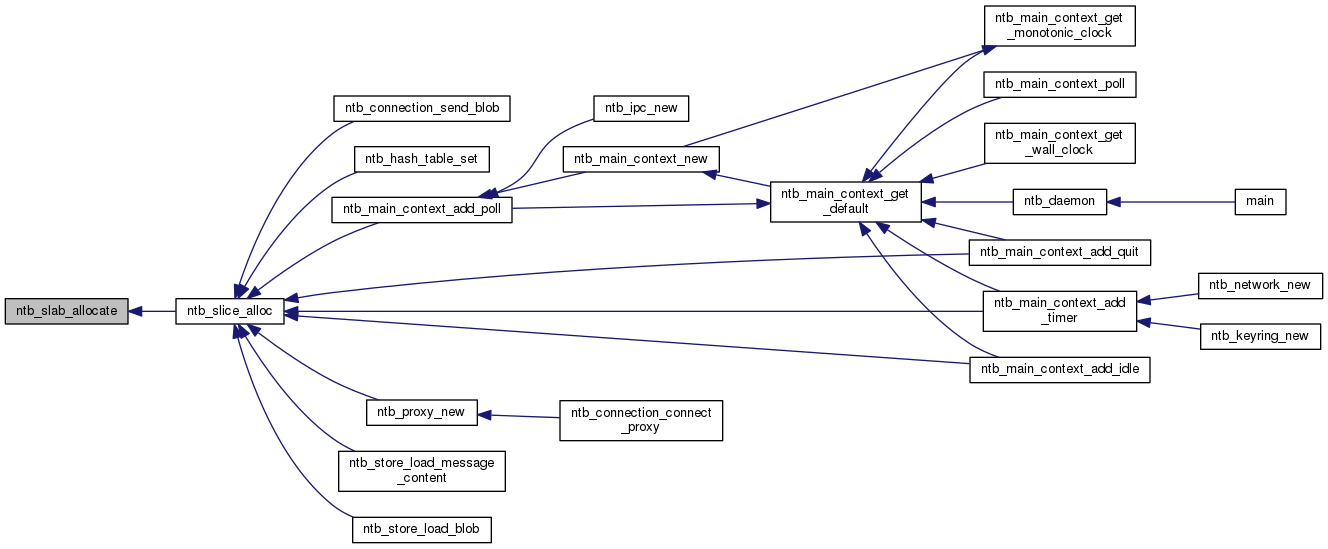 ntb_main_context_get
_monotonic_clock
ntb_main_context_poll
ntb_connection_send_blob
ntb_ipc_new
ntb_main_context_get
_wall_clock
ntb_hash_table_set
ntb_main_context_new
ntb_main_context_add_poll
ntb_main_context_get
_default
ntb_daemon
main
ntb_main_context_add_quit
ntb_slab_allocate
ntb_slice_alloc
ntb_main_context_add
_timer
ntb_network_new
ntb_keyring_new
ntb_main_context_add_idle
ntb_proxy_new
ntb_connection_connect
_proxy
ntb_store_load_message
_content
ntb_store_load_blob